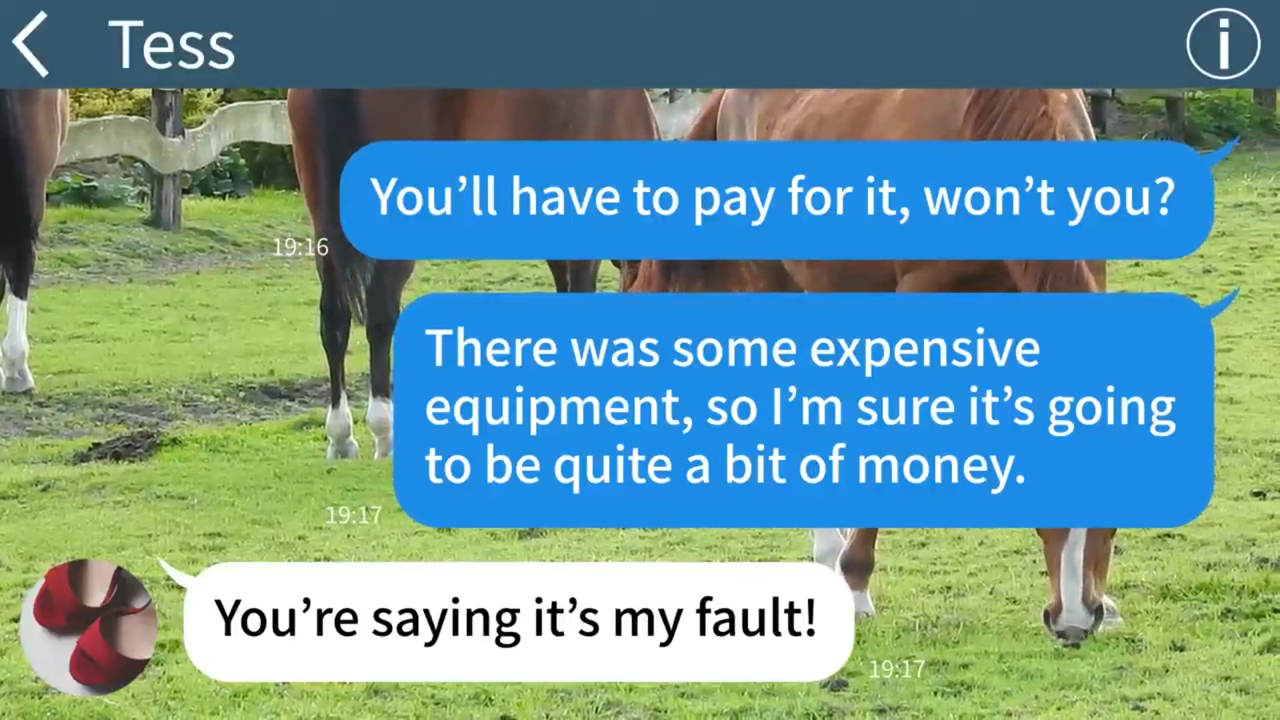 Tess
You’ll have to pay for it, won’t you?
19:16
There was some expensive
equipment, so I’m sure it’s going
to be quite a bit of money.
19:17
You’re saying it’s my fault!
19:17